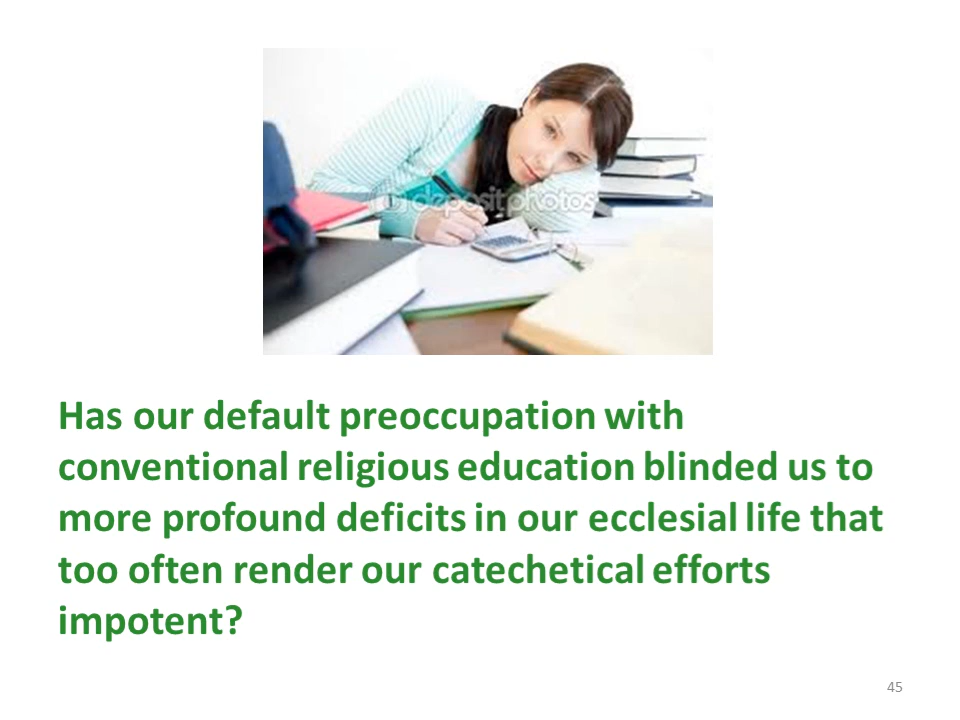 depositphotos
Has our default preoccupation with
conventional religious education blinded us to
more profound deficits in our ecclesial life that
too often render our catechetical efforts
impotent?
45